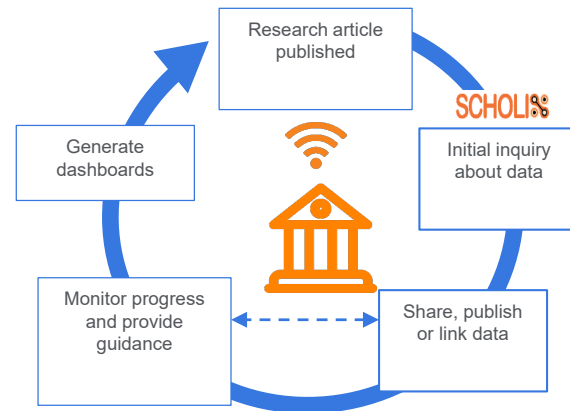 Research article
published
SCHOLIX
Initial inquiry
about data
Share, publish
or link data
Monitor progress
and provide
guidance
Generate
dashboards